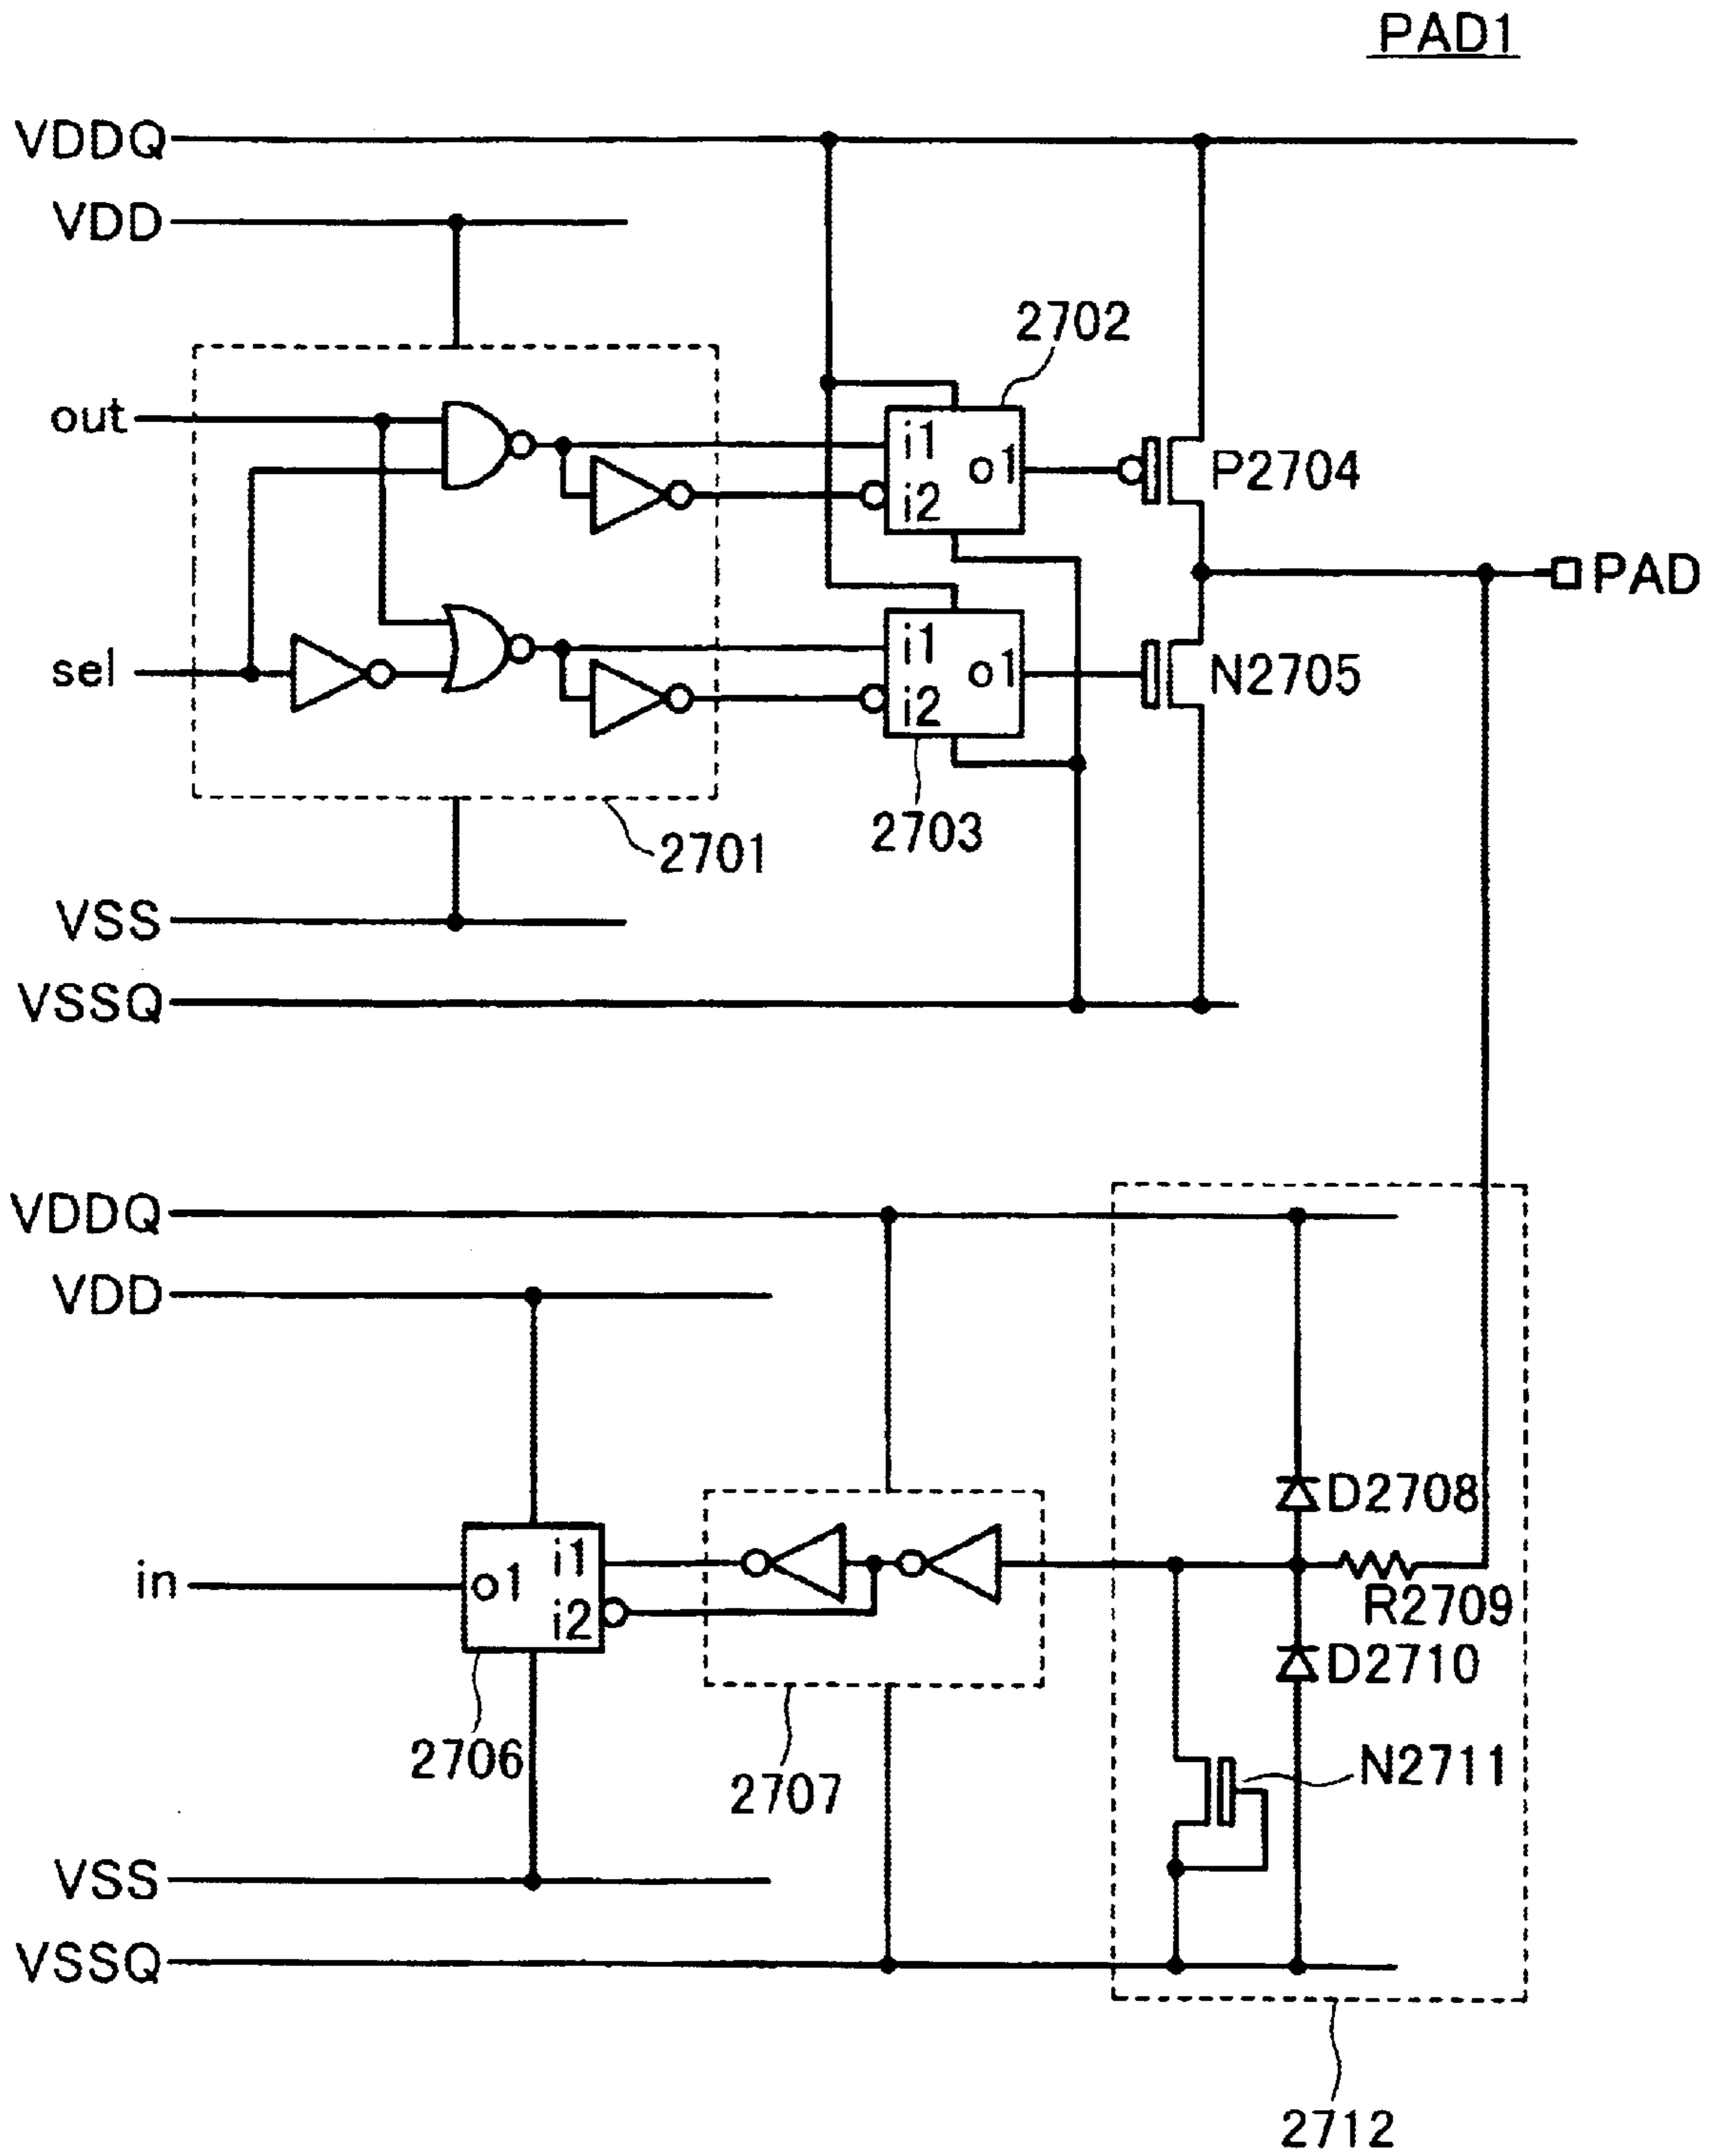 PAD1
VDDQ
VDD
2702
out
i1
o1
i2
P2704
PAD
sel
i1
o1
i2
N2705
2703
2701
VSS
VSSQ
VDDQ
VDD
D2708
in
o1
i1
i2
R2709
D2710
2706
2707
N2711
VSS
VSSQ
2712